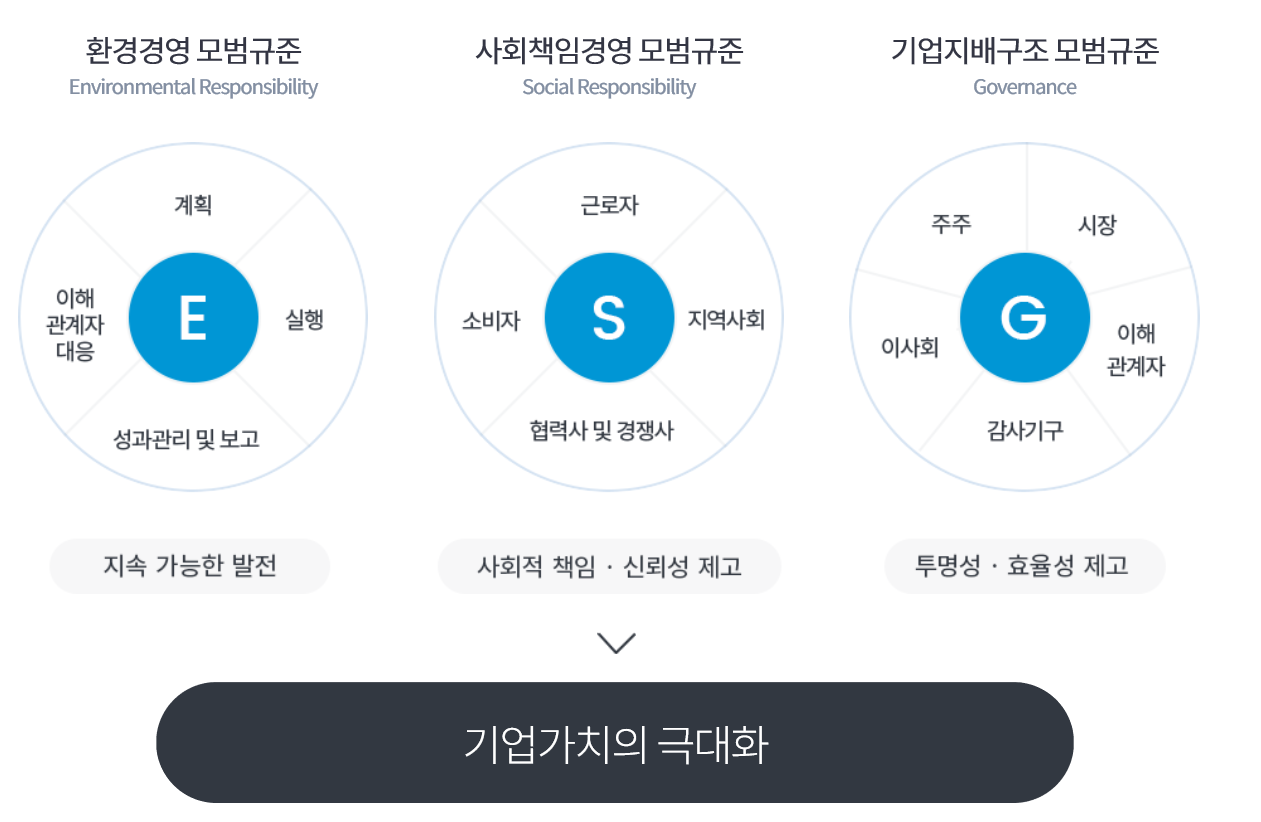 환경경영 모범규준
Environmental Responsibility
계획
이해
관계자
대응
E
실행
성과관리 및 보고
지속 가능한 발전
사회책임경영 모범규준
Social Responsibility
근로자
소비자
S
지역사회
협력사 및 경쟁사
사회적 책임 · 신뢰성 제고
기업지배구조 모범규준
Governance
주주
시장
이사회
G
이해
관계자
감사기구
투명성 · 효율성 제고
기업가치의 극대화